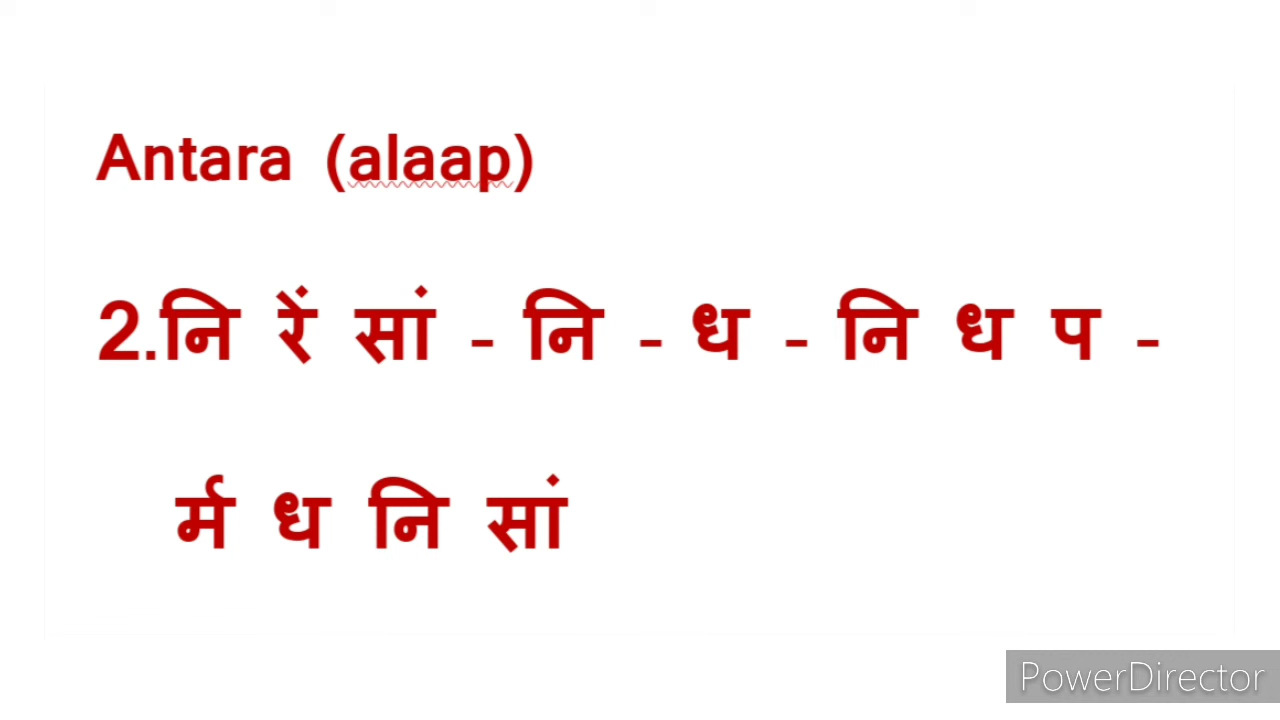 Antara (alaap)
2.नि रें सां - नि - ध - नि ध प -
र्म ध नि सां
PowerDirector